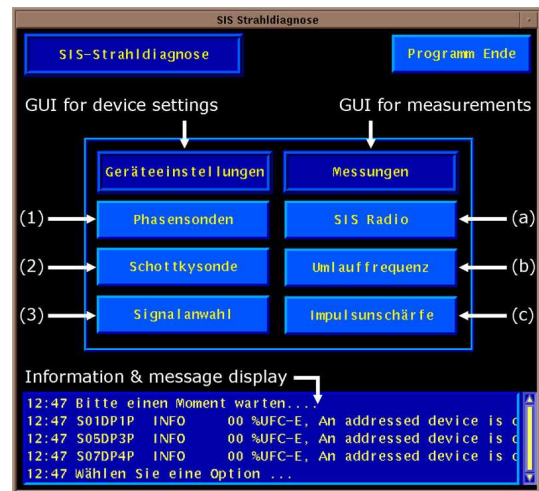 SIS Strahldiagnose
SIS-Strahldiagnose
Programm Ende
GUI for device settings
GUI for measurements
Geräteeinstellungen
Messungen
(1)
Phasensonden
SIS Radio
(a)
(2)
Schottkysonde
Umlauffrequenz
(b)
(3)
Signalanwahl
Impulsunschärfe
(c)
Information & message display
12:47 Bitte einen Moment warten....
12:47 S01DP1P INFO 00 %UFC-E, An addressed device is
12:47 S05DP3P INFO 00 %UFC-E, An addressed device is
12:47 S07DP4P INFO 00 %UFC-E, An addressed device is
12:47 Wählen Sie eine Option ...